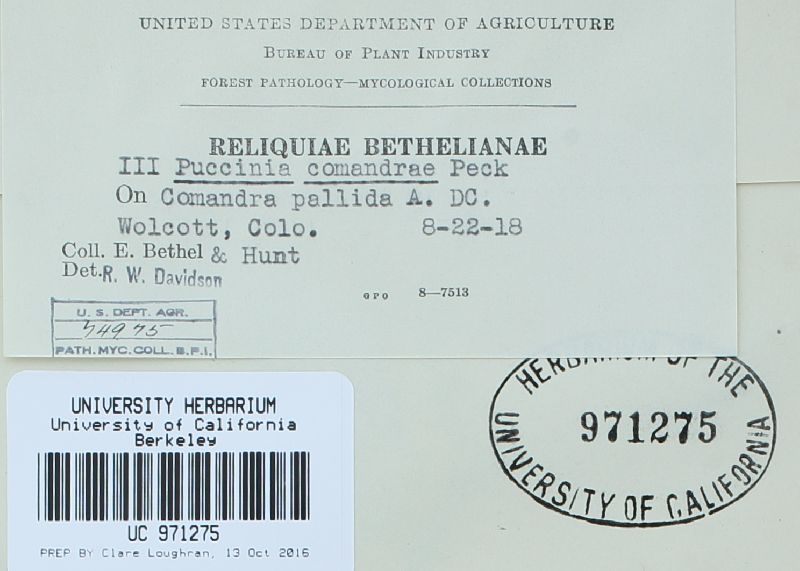 UNITED STATES DEPARTMENT OF AGRICULTURE
BUREAU OF PLANT INDUSTRY
FOREST PATHOLOGY—MYCOLOGICAL COLLECTIONS
RELIQUIAE BETHELIANAE
III Puccinia comandrae Peck
On Comandra pallida A. DC.
Wolcott, Colo. 8-22-18
Coll. E. Bethel & Hunt
Det. R. W. Davidson
GPO 8—7513
U. S. DEPT. AGR.
74975
PATH. MYC. COLL. B.P.I.
HERBARIUM OF THE
971275
UNIVERSITY OF CALIFORNIA
UNIVERSITY HERBARIUM
University of California
Berkeley
UC 971275
PREP BY Clare Loughran, 13 Oct 2016